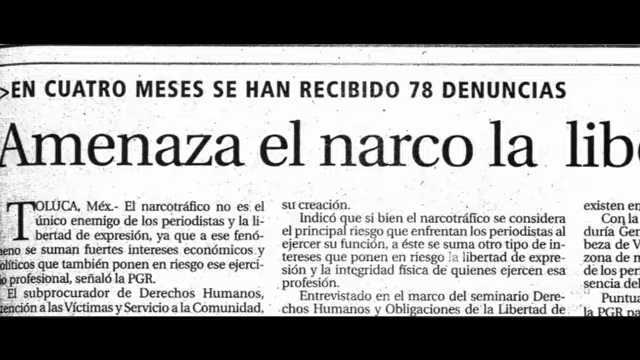 >EN CUATRO MESES SE HAN RECIBIDO 78 DENUNCIAS
Amenaza el narco la libe
TOLUCA, Méx.- El narcotráfico no es el
único enemigo de los periodistas y la li-
bertad de expresión, ya que a ese fenó-
meno se suman fuertes intereses económicos y
políticos que también ponen en riesgo ese ejerci-
io profesional, señaló la PGR.
El subprocurador de Derechos Humanos,
tención a las Víctimas y Servicio a la Comunidad,
su creación.
Indicó que si bien el narcotráfico se considera
el principal riesgo que enfrentan los periodistas al
ejercer su función, a éste se suma otro tipo de in-
tereses que ponen en riesgo la libertad de expre-
sión y la integridad física de quienes ejercen esa
profesión.
Entrevistado en el marco del seminario Dere-
chos Humanos y Obligaciones de la Libertad de
existen en
Con la
duría Gen
beza de V
zona de m
de los peri
sencia del
Puntua
la PGR pa